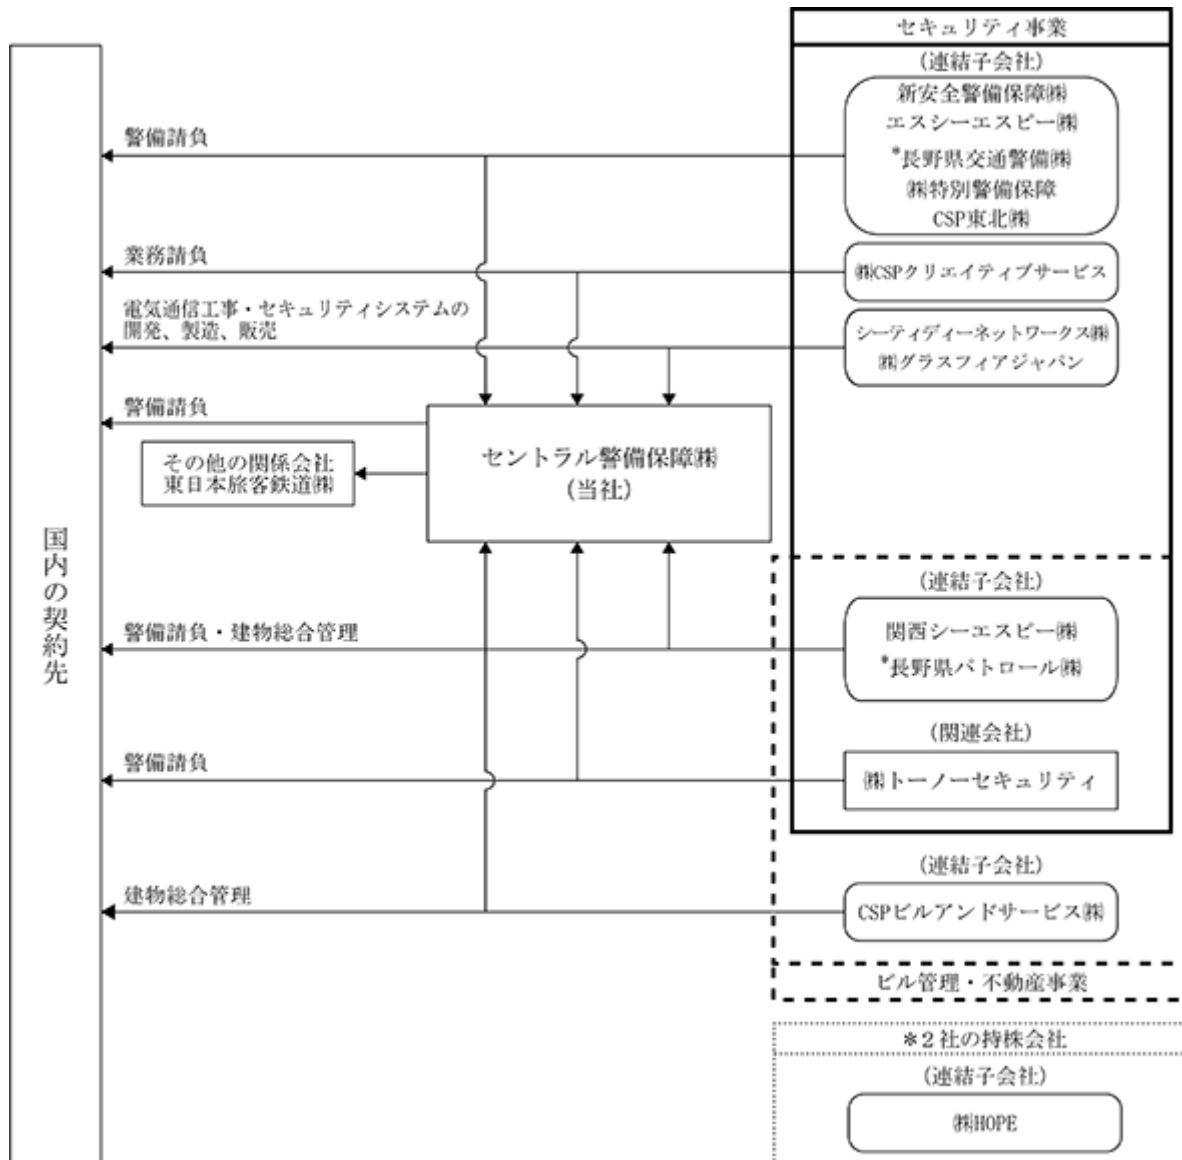 セキュリティ事業
(連結子会社)
新安全警備保障㈱
エスシーエスピー㈱
*長野県交通警備㈱
㈱特別警備保障
CSP東北㈱
警備請負
㈱CSPクリエイティブサービス
業務請負
シーティディーネットワークス㈱
㈱グラスフィアジャパン
電気通信工事・セキュリティシステムの
開発、製造、販売
警備請負
セントラル警備保障㈱
(当社)
その他の関係会社
東日本旅客鉄道㈱
国内の契約先
(連結子会社)
関西シーエスピー㈱
*長野県パトロール㈱
警備請負・建物総合管理
(関連会社)
㈱トーノーセキュリティ
警備請負
(連結子会社)
CSPビルアンドサービス㈱
建物総合管理
ビル管理・不動産事業
*2社の持株会社
(連結子会社)
㈱HOPE